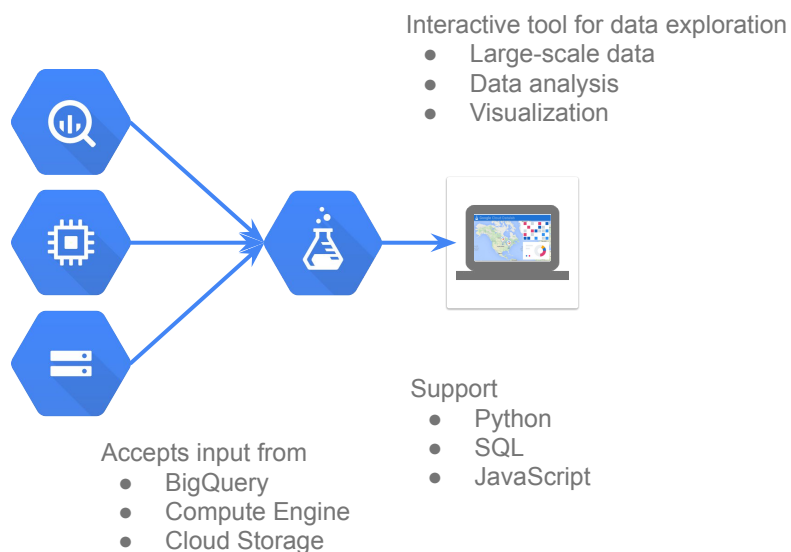 Interactive tool for data exploration
● Large-scale data
● Data analysis
● Visualization
Support
● Python
● SQL
● JavaScript
Accepts input from
● BigQuery
● Compute Engine
● Cloud Storage